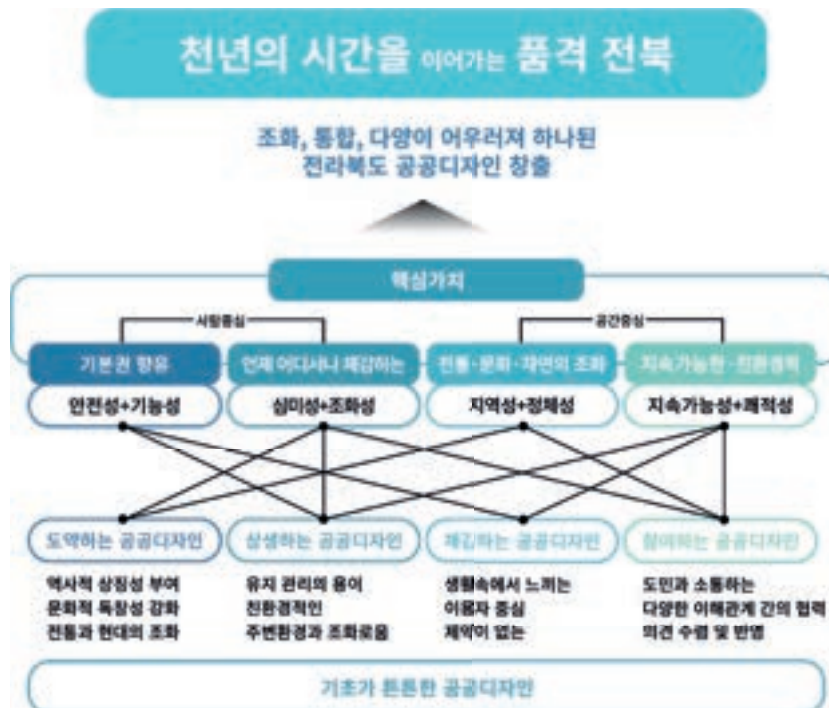 천년의 시간을 이어가는 품격 전북
조화, 통합, 다양이 어우러져 하나된
전라북도 공공디자인 창출
핵심가치
사람중심
공간중심
기본권 향유
언제 어디서나 체감하는
전통·문화·자연의 조화
지속가능한·친환경적
안전성+기능성
심미성+조화성
지역성+정체성
지속가능성+쾌적성
도약하는 공공디자인
상생하는 공공디자인
체감하는 공공디자인
참여하는 공공디자인
역사적 상징성 부여
문화적 독창성 강화
전통과 현대의 조화
유지 관리의 용이
친환경적인
주변환경과 조화로움
생활속에서 느끼는
이용자 중심
제약이 없는
도민과 소통하는
다양한 이해관계 간의 협력
의견 수렴 및 반영
기초가 튼튼한 공공디자인